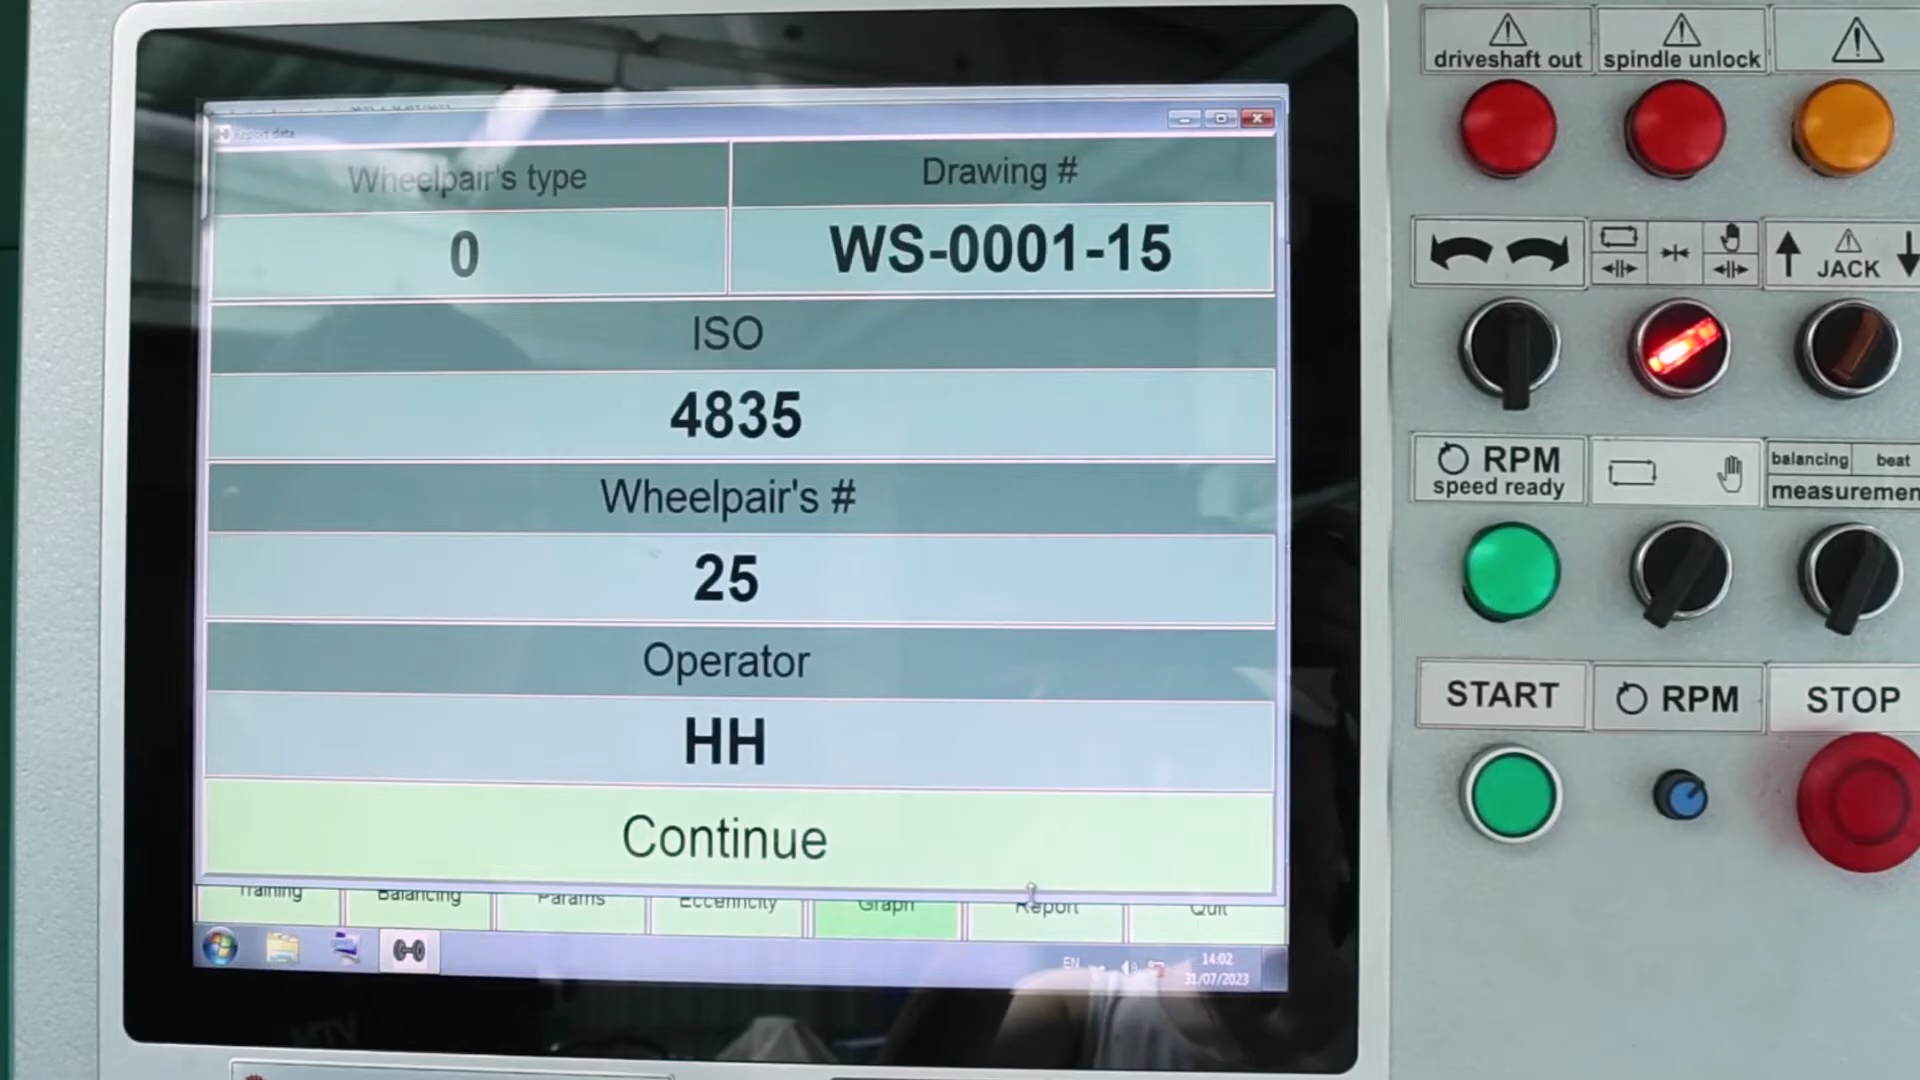 Report data
Wheelpair's type
Drawing #
0
WS-0001-15
ISO
4835
Wheelpair's #
25
Operator
HH
Continue
Training
Balancing
Params
Eccentricity
Graph
Report
Quit
EN
14:02
31/07/2023
driveshaft out
spindle unlock
JACK
RPM
speed ready
balancing
beat
measuremen
START
RPM
STOP